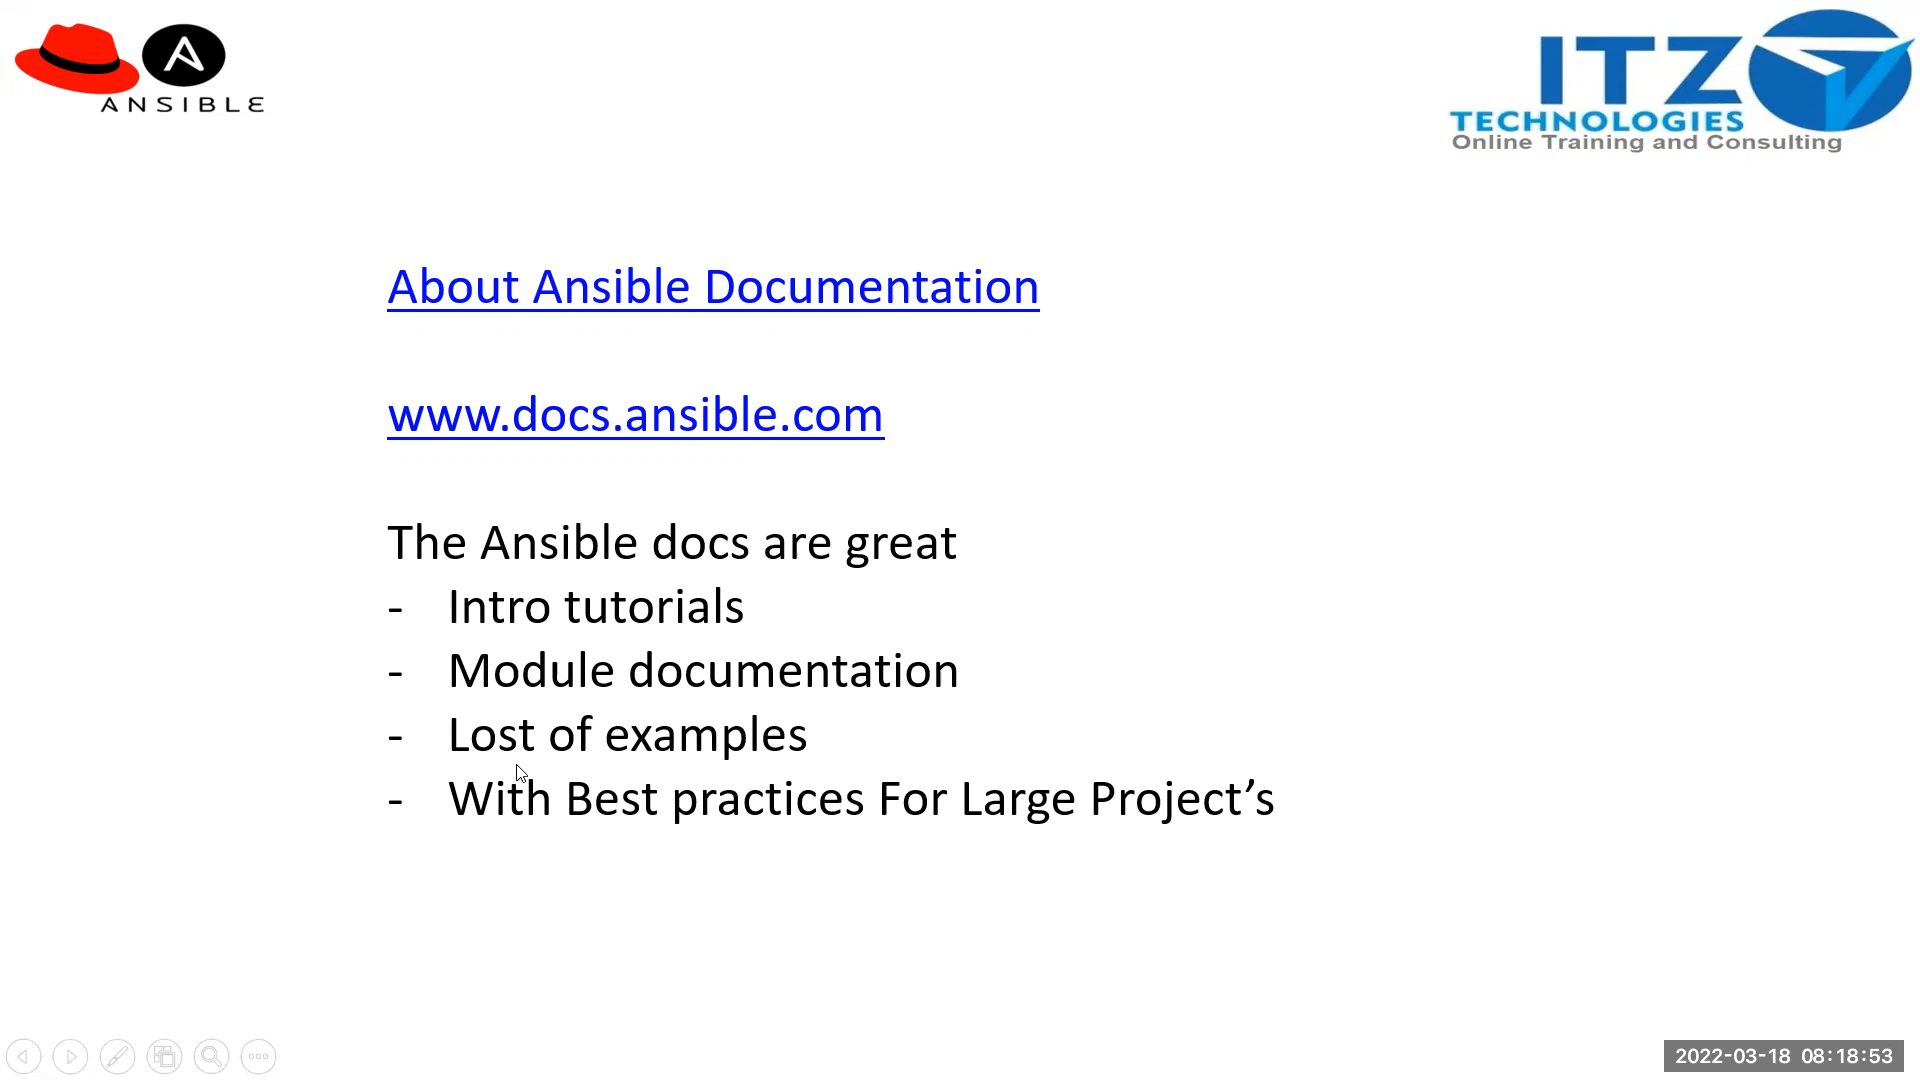 ANSIBLE
ITZ
TECHNOLOGIES
Online Training and Consulting
About Ansible Documentation
www.docs.ansible.com
The Ansible docs are great
- Intro tutorials
- Module documentation
- Lost of examples
- With Best practices For Large Project’s
2022-03-18 08:18:53